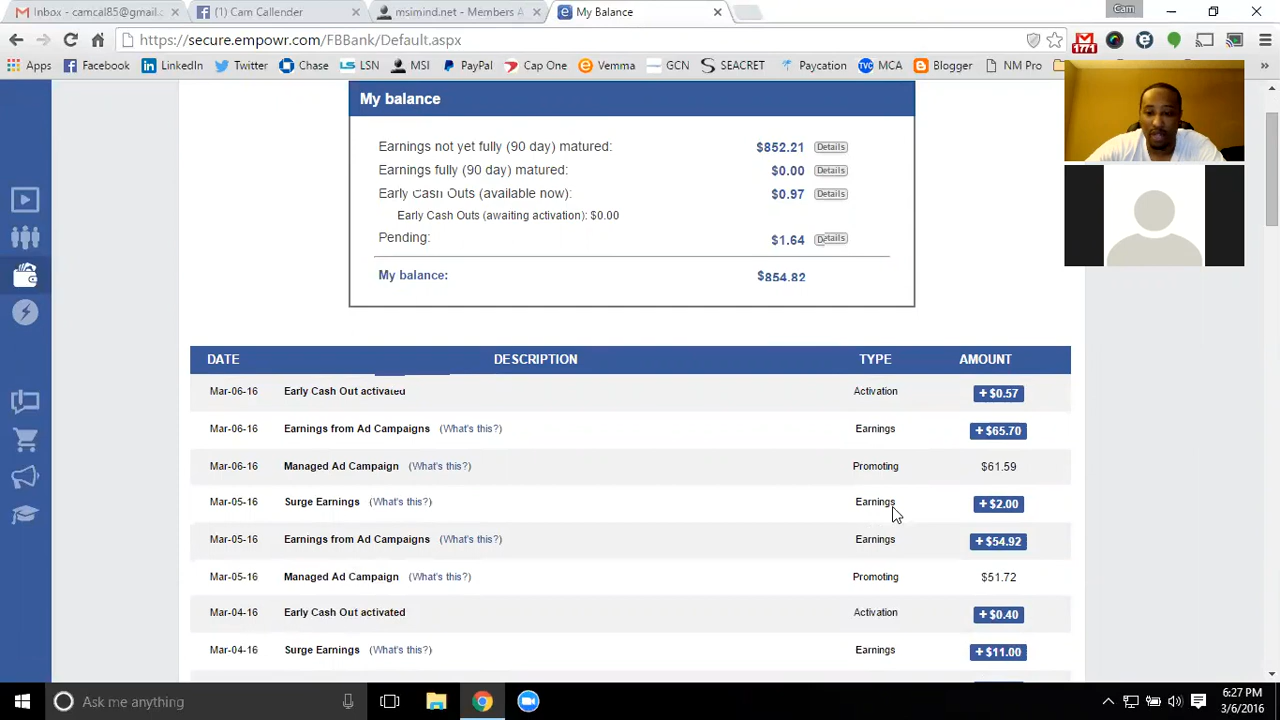 Inbox - camcal85@gmail.
(1) Cam Callender
msimind.net - Members A
My Balance
Cam
https://secure.empowr.com/FBBank/Default.aspx
1771
Apps Facebook LinkedIn Twitter Chase LSN MSI PayPal Cap One Vemma GCN SEACRET Paycation MCA Blogger NM Pro »
My balance
Earnings not yet fully (90 day) matured: $852.21 Details
Earnings fully (90 day) matured: $0.00 Details
Early Cash Outs (available now): $0.97 Details
Early Cash Outs (awaiting activation): $0.00
Pending: $1.64 Details
My balance: $854.82
DATE DESCRIPTION TYPE AMOUNT
Mar-06-16 Early Cash Out activated Activation + $0.57
Mar-06-16 Earnings from Ad Campaigns (What's this?) Earnings + $65.70
Mar-06-16 Managed Ad Campaign (What's this?) Promoting $61.59
Mar-05-16 Surge Earnings (What's this?) Earnings + $2.00
Mar-05-16 Earnings from Ad Campaigns (What's this?) Earnings + $54.92
Mar-05-16 Managed Ad Campaign (What's this?) Promoting $51.72
Mar-04-16 Early Cash Out activated Activation + $0.40
Mar-04-16 Surge Earnings (What's this?) Earnings + $11.00
Ask me anything
6:27 PM
3/6/2016